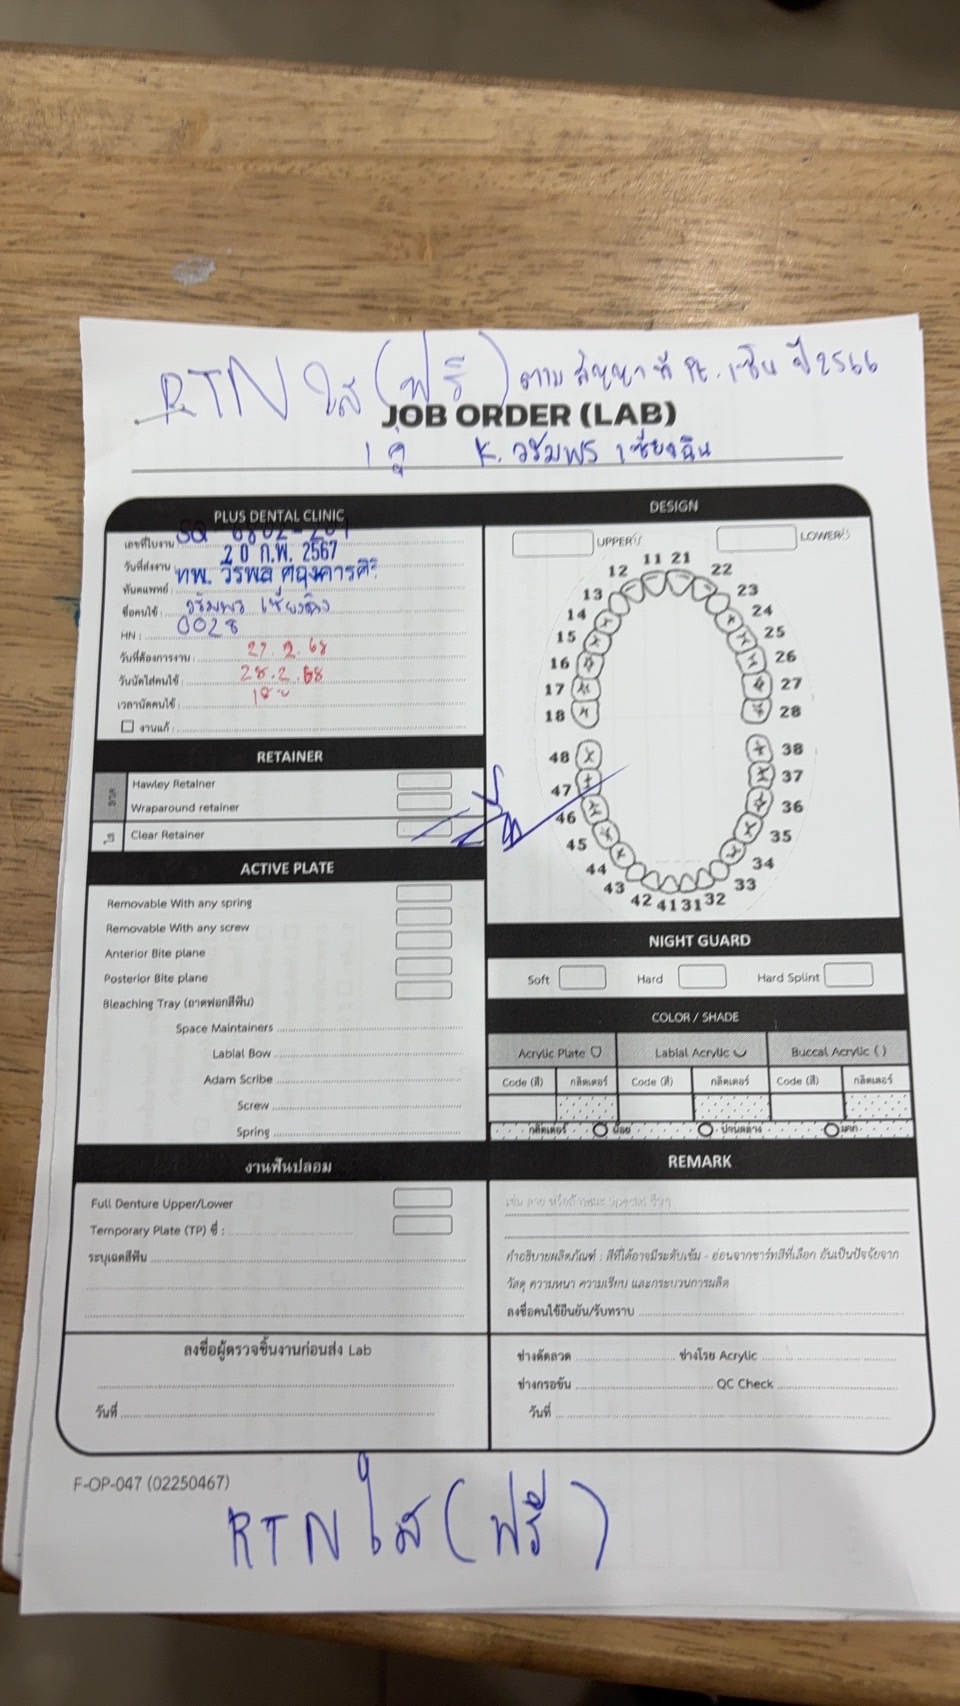 RTN ใส (ฟรี) ตามสัญญาที่ Pt. เซ็น ปี 2566
JOB ORDER (LAB)
1 คู่ K. วรัมพร เซี่ยงฉิน
PLUS DENTAL CLINIC
เลขที่ใบงาน : SQ 6802-201
วันที่ส่งงาน : 20 ก.พ. 2567
ทันตแพทย์ : ทพ. วีรพล
ชื่อคนไข้ : วรัมพร
HN : 0028
วันที่ต้องการงาน : 27.2.68
วันนัดใส่คนไข้ : 28.2.68
เวลานัดคนไข้ : 18
งานแก้ :
DESIGN
UPPER
LOWER
11 21
12 22
13 23
14 24
15 25
16 26
17 27
18 28
48 38
47 37
46 36
45 35
44 34
43 33
42 41 31 32
RETAINER
ลวด
Hawley Retainer
Wraparound retainer
ใส
Clear Retainer
ACTIVE PLATE
Removable With any spring
Removable With any screw
Anterior Bite plane
Posterior Bite plane
Bleaching Tray (ถาดฟอกสีฟัน)
Space Maintainers
Labial Bow
Adam Scribe
Screw
Spring
NIGHT GUARD
Soft Hard Hard Splint
COLOR / SHADE
Acrylic Plate Labial Acrylic Buccal Acrylic ( )
Code (สี) กลิตเตอร์ Code (สี) กลิตเตอร์ Code (สี) กลิตเตอร์
กลิตเตอร์ น้อย ปานกลาง มาก
งานฟันปลอม
Full Denture Upper/Lower
Temporary Plate (TP) ซี่ :
ระบุเฉดสีฟัน
REMARK
เช่น ลาย หรือลักษณะ Special อื่นๆ
คำอธิบายผลิตภัณฑ์ : สีที่ได้อาจมีระดับเข้ม - อ่อนจากชาร์ทสีที่เลือก อันเป็นปัจจัยจาก
วัสดุ ความหนา ความเรียบ และกระบวนการผลิต
ลงชื่อคนไข้ยืนยัน/รับทราบ
ลงชื่อผู้ตรวจชิ้นงานก่อนส่ง Lab
วันที่
ช่างดัดลวด ช่างโรย Acrylic
ช่างกรอขัน QC Check
วันที่
F-OP-047 (02250467)
RTN ใส (ฟรี)